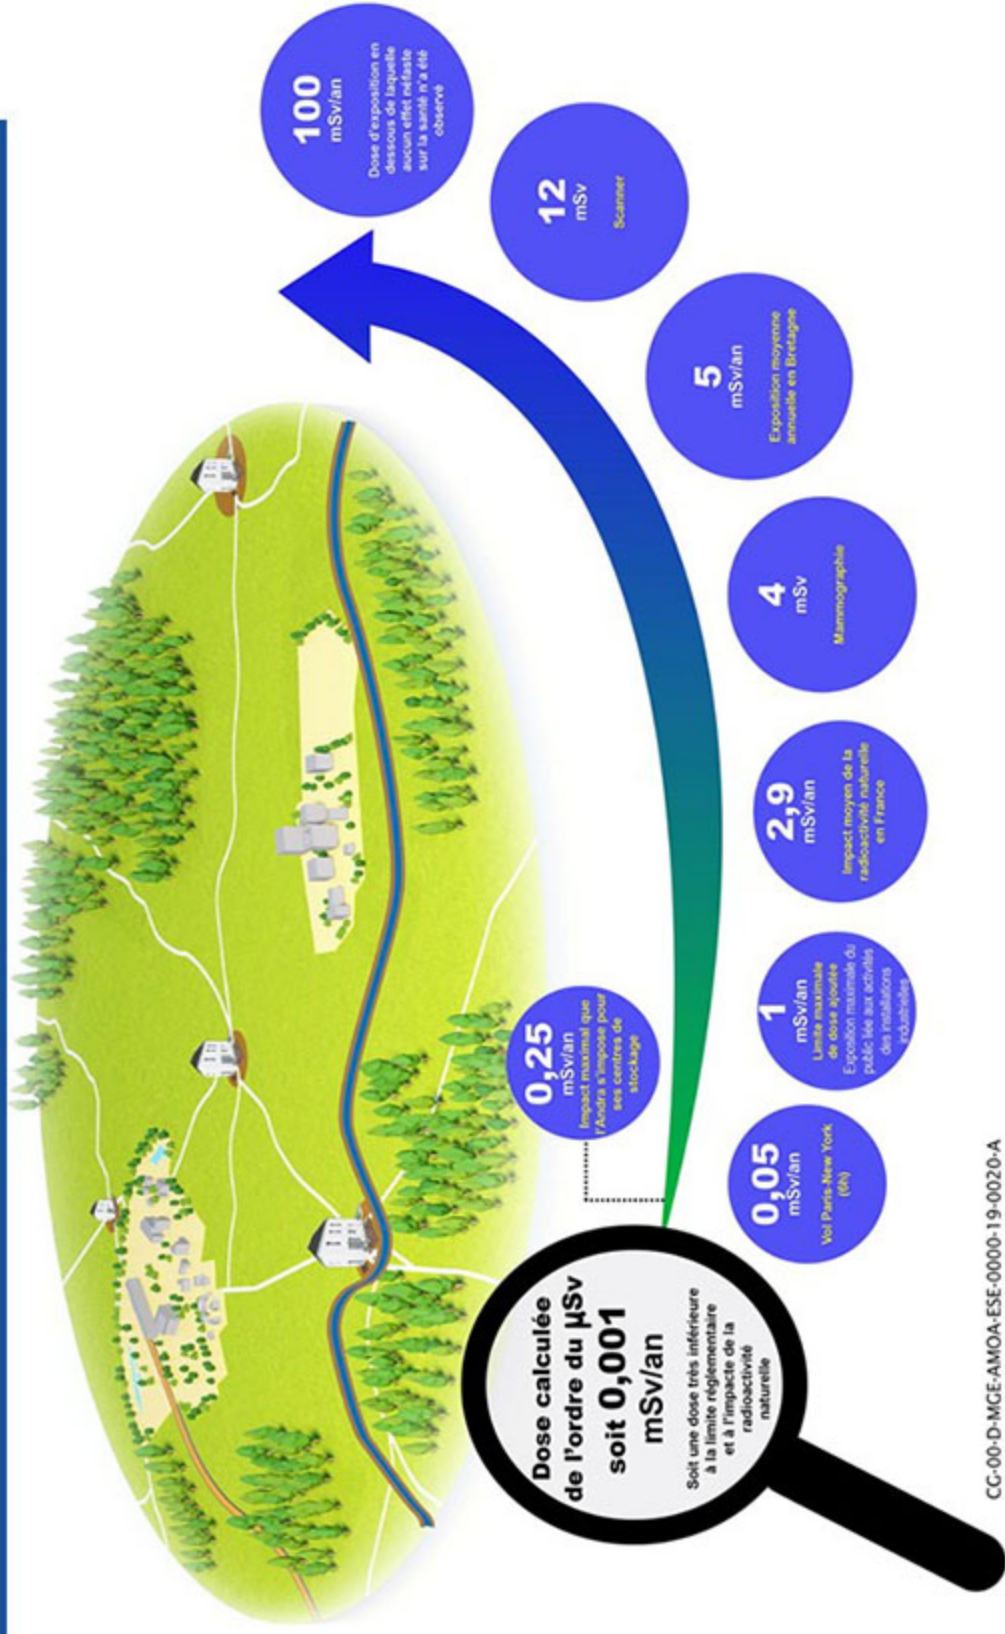 Dose calculée
de l'ordre du µSv
soit 0,001
mSv/an
Soit une dose très inférieure
à la limite réglementaire
et à l'impacte de la
radioactivité
naturelle
0,25
mSv/an
Impact maximal que
l'Andra s'impose pour
ses centres de
stockage
0,05
mSv/an
Vol Paris-New York
(6h)
1
mSv/an
Limite maximale
de dose ajoutée
Exposition maximale du
public liée aux activités
des installations
industrielles
2,9
mSv/an
Impact moyen de la
radioactivité naturelle
en France
4
mSv
Mammographie
5
mSv/an
Exposition moyenne
annuelle en Bretagne
12
mSv
Scanner
100
mSv/an
Dose d'exposition en
dessous de laquelle
aucun effet néfaste
sur la santé n'a été
observé
CG-00-D-MGE-AMOA-ESE-0000-19-0020-A